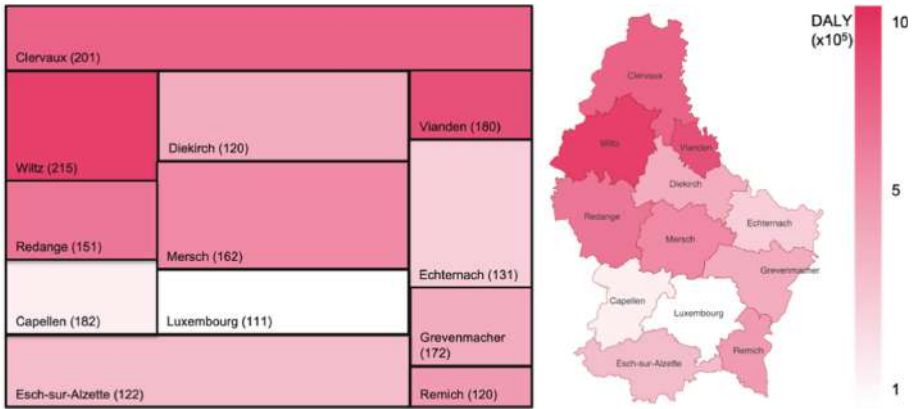 Clervaux (201)
Wiltz (215)
Diekirch (120)
Vianden (180)
Redange (151)
Mersch (162)
Echternach (131)
Capellen (182)
Luxembourg (111)
Grevenmacher
(172)
Esch-sur-Alzette (122)
Remich (120)
Clervaux
Wiltz
Vianden
Diekirch
Redange
Echternach
Mersch
Grevenmacher
Capellen
Luxembourg
Remich
Esch-sur-Alzette
DALY
(x10⁵)
10
5
1